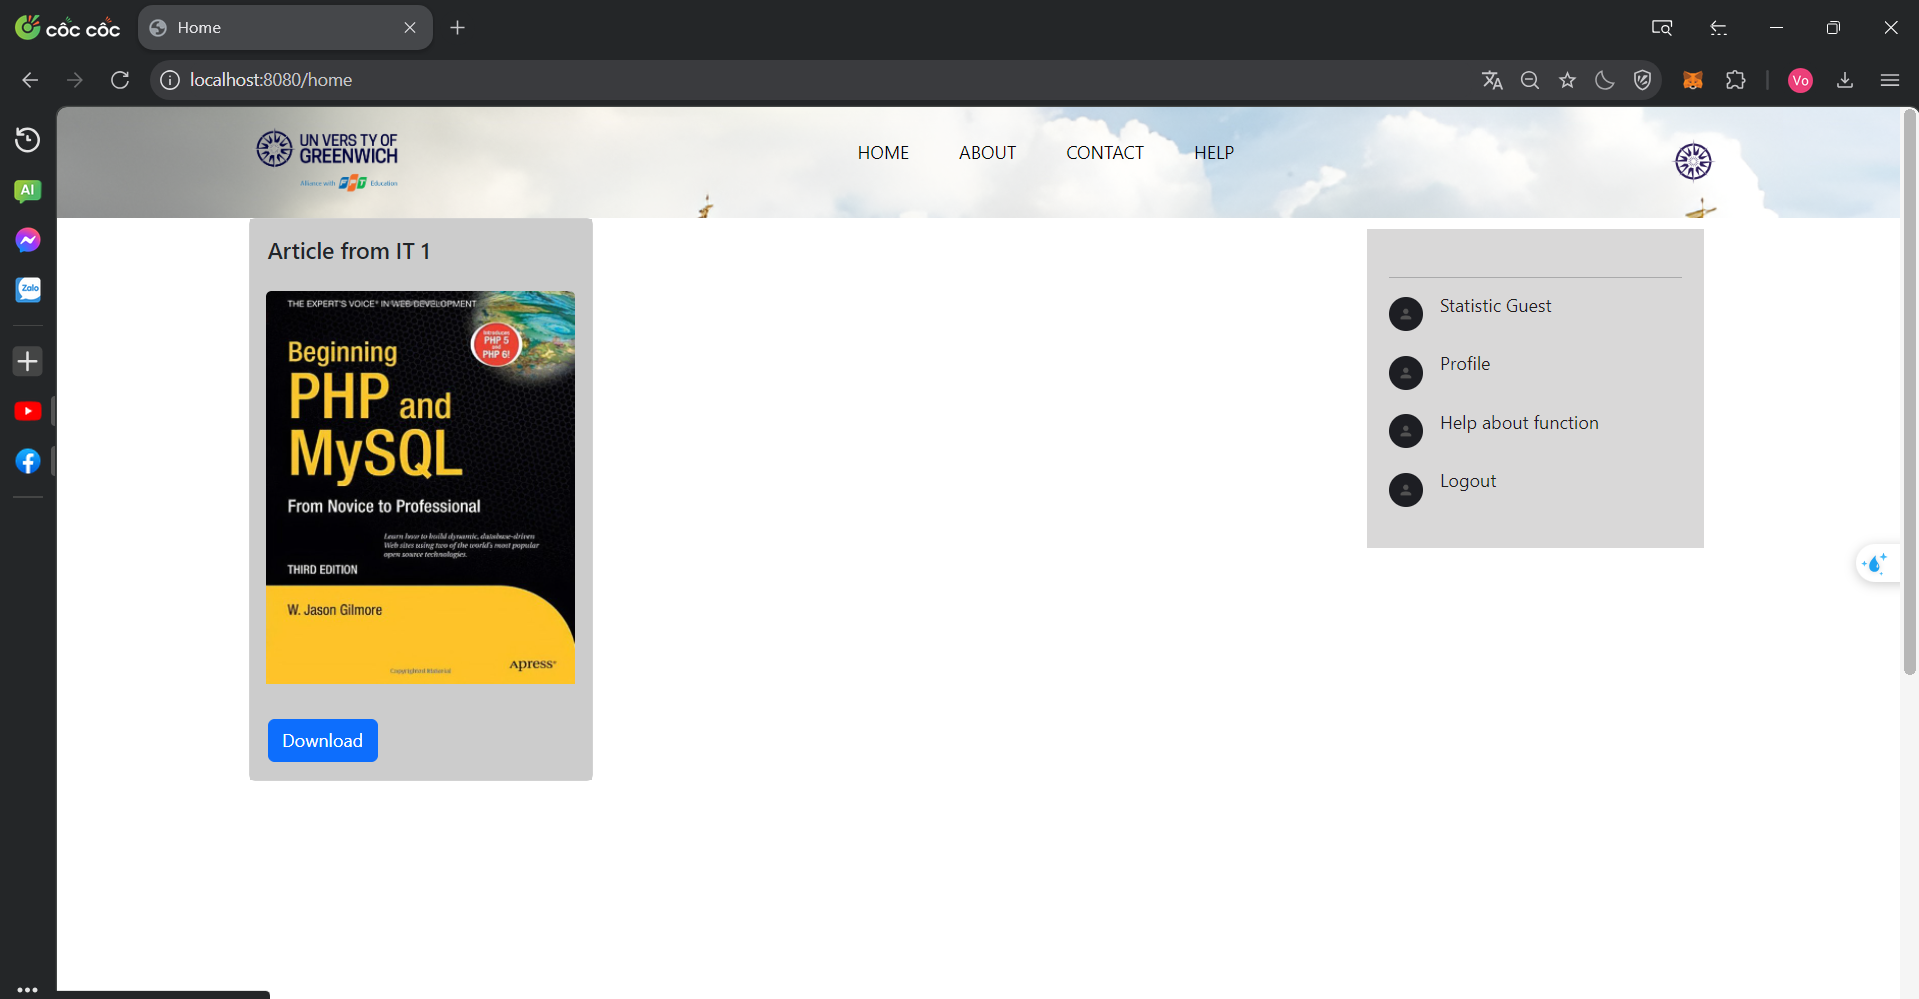 cốc cốc
Home
localhost:8080/home
Vo
AI
Zalo
UN VERS TY OF
GREENWICH
Alliance with FPT Education
HOME ABOUT CONTACT HELP
Article from IT 1
THE EXPERT'S VOICE® IN WEB DEVELOPMENT
Introduces
PHP 5
and
PHP 6!
Beginning
PHP and
MySQL
From Novice to Professional
Learn how to build dynamic, database-driven
Web sites using two of the world's most popular
open source technologies.
THIRD EDITION
W. Jason Gilmore
Copyrighted Material
Apress®
Download
Statistic Guest
Profile
Help about function
Logout